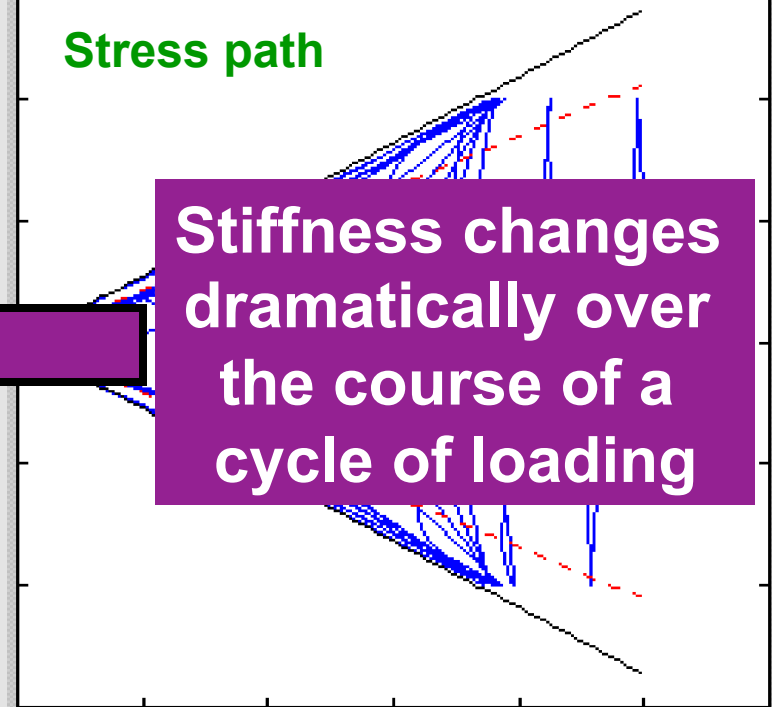 Stress path
Stiffness changes
dramatically over
the course of a
cycle of loading